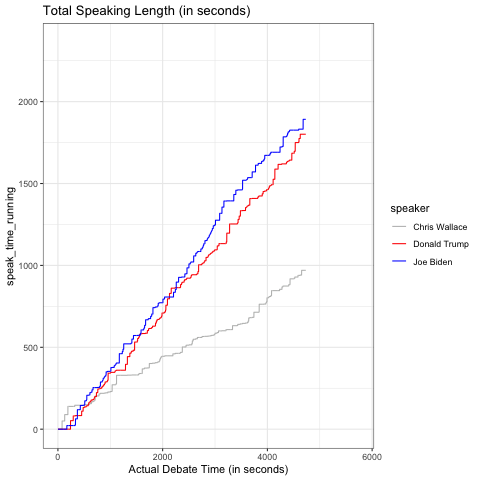 Total Speaking Length (in seconds)
speak_time_running
2000
1500
1000
500
0
0
2000
4000
6000
Actual Debate Time (in seconds)
speaker
Chris Wallace
Donald Trump
Joe Biden